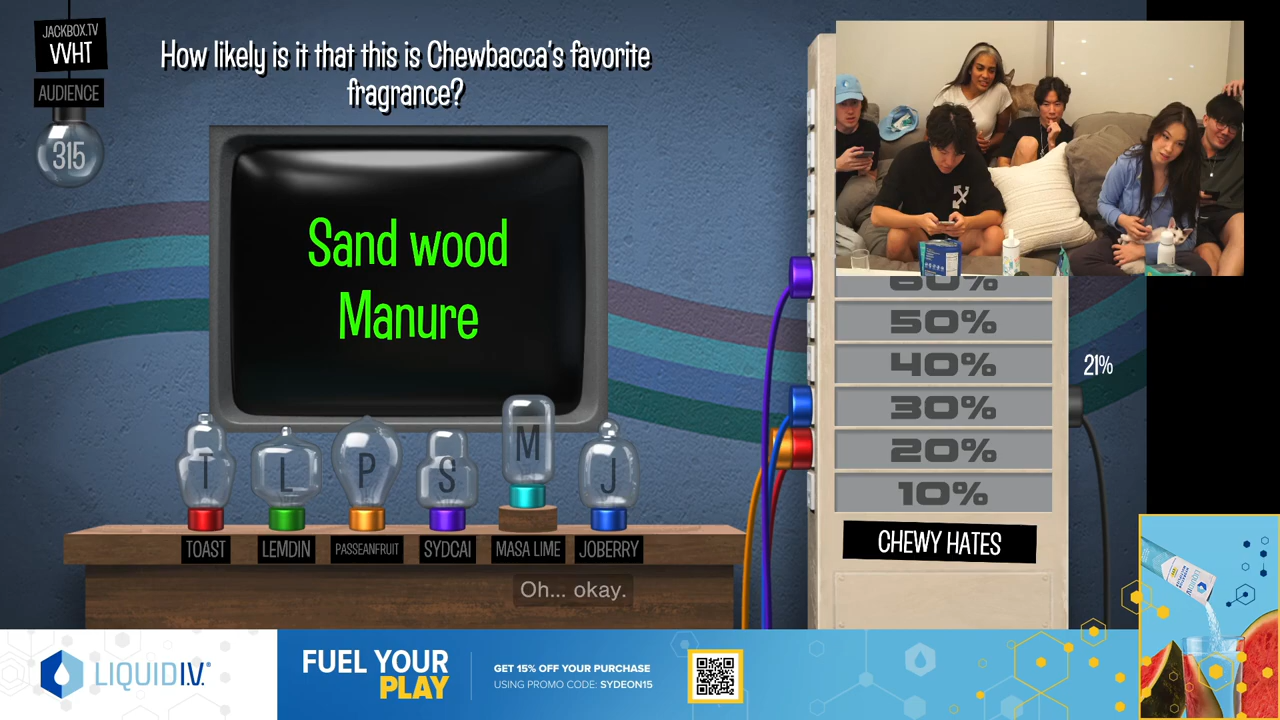 JACKBOX.TV
VVHT
AUDIENCE
315
How likely is it that this is Chewbacca's favorite
fragrance?
Sand wood
Manure
T
L
P
S
M
J
TOAST
LEMDIN
PASSEANFRUIT
SYDCAI
MASA LIME
JOBERRY
Oh... okay.
60%
50%
40%
30%
20%
10%
21%
CHEWY HATES
LIQUID I.V.
FUEL YOUR
PLAY
GET 15% OFF YOUR PURCHASE
USING PROMO CODE: SYDEON15